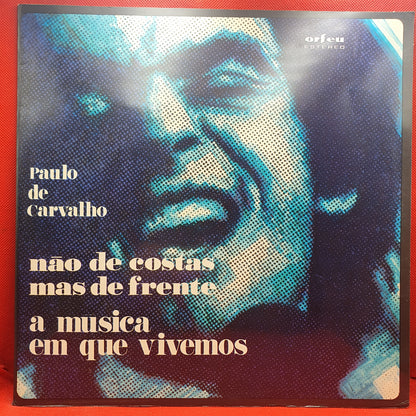 orfeu
ESTEREO
Paulo
de
Carvalho
não de costas
mas de frente
a musica
em que vivemos